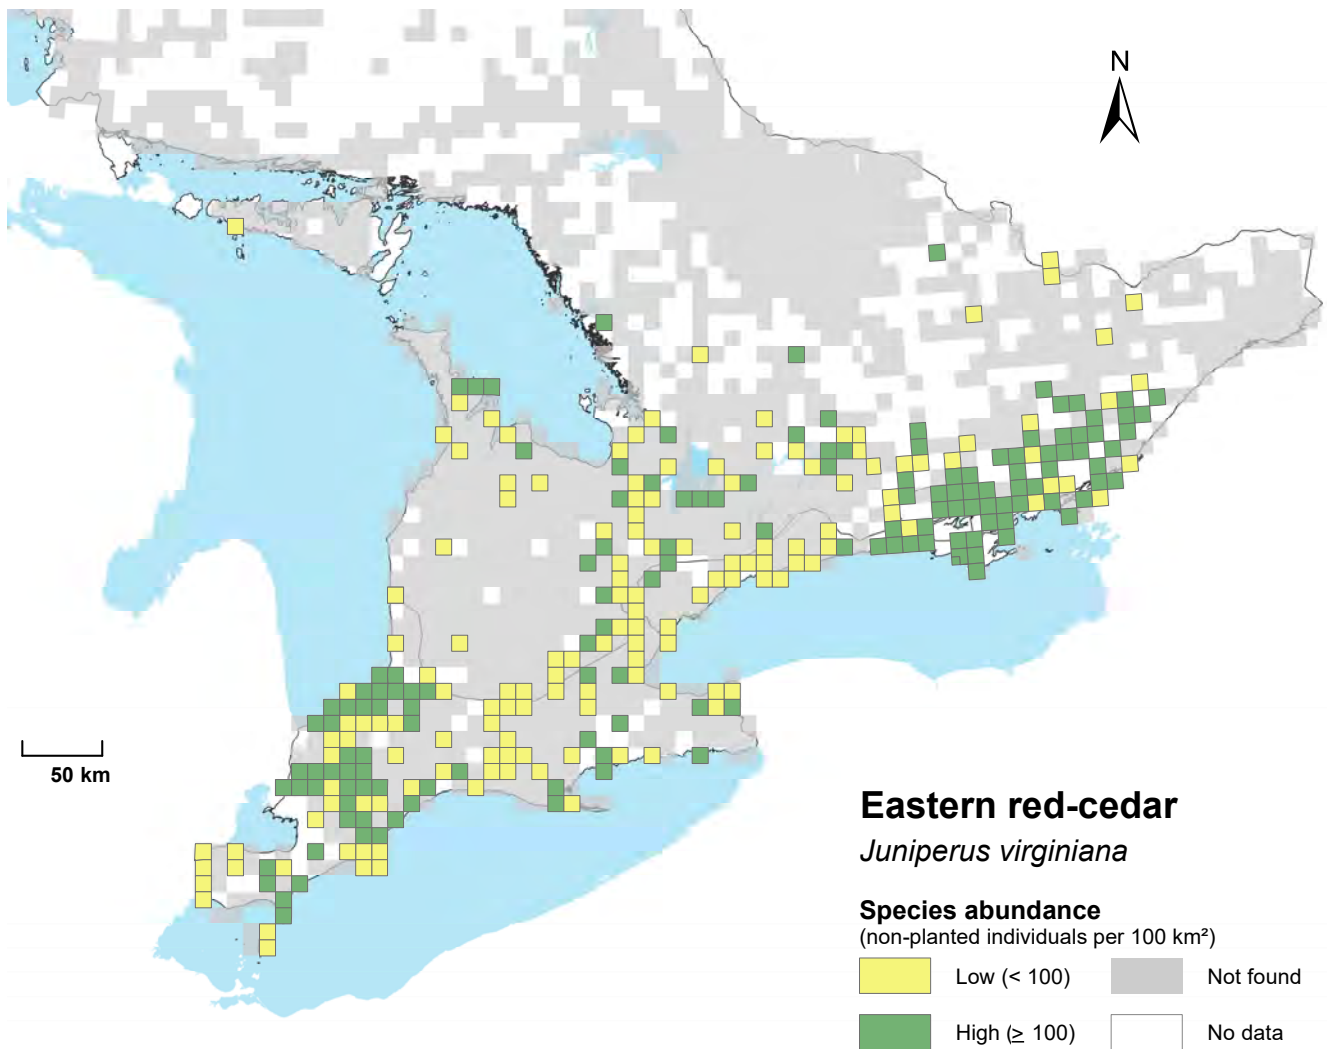 N
50 km
Eastern red-cedar
Juniperus virginiana
Species abundance
(non-planted individuals per 100 km²)
Low (< 100)
Not found
High (≥ 100)
No data